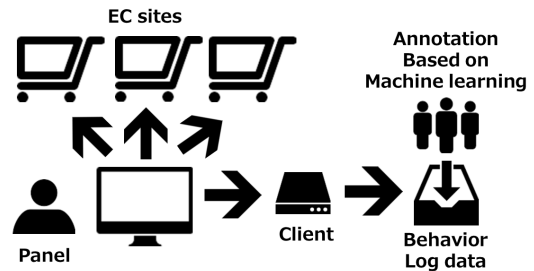 EC sites
Annotation
Based on
Machine learning
Panel
Client
Behavior
Log data